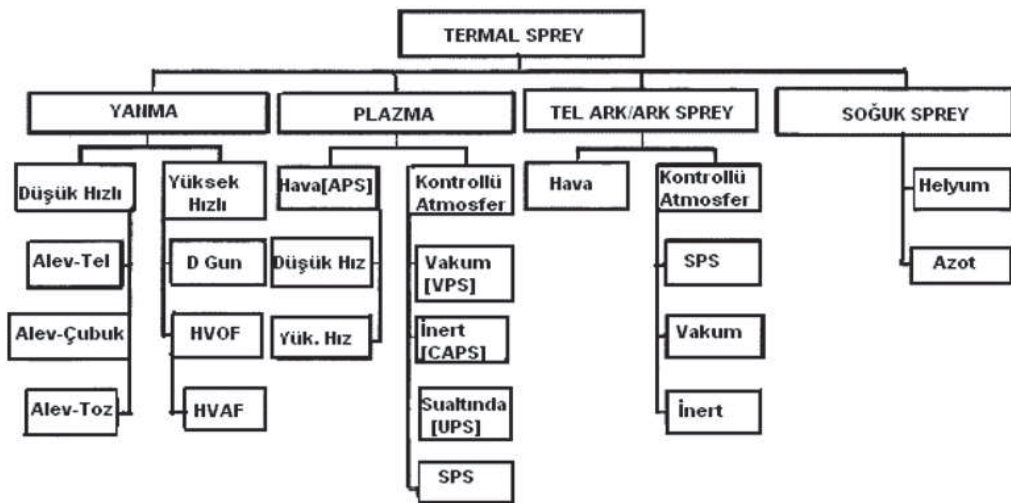 TERMAL SPREY
YANMA
PLAZMA
TEL ARK/ARK SPREY
SOĞUK SPREY
Düşük Hızlı
Alev-Tel
Alev-Çubuk
Alev-Toz
Yüksek
Hızlı
D Gun
HVOF
HVAF
Hava[APS]
Düşük Hız
Yük. Hız
Kontrollü
Atmosfer
Vakum
[VPS]
İnert
[CAPS]
Sualtında
[UPS]
SPS
Hava
Kontrollü
Atmosfer
SPS
Vakum
İnert
Helyum
Azot